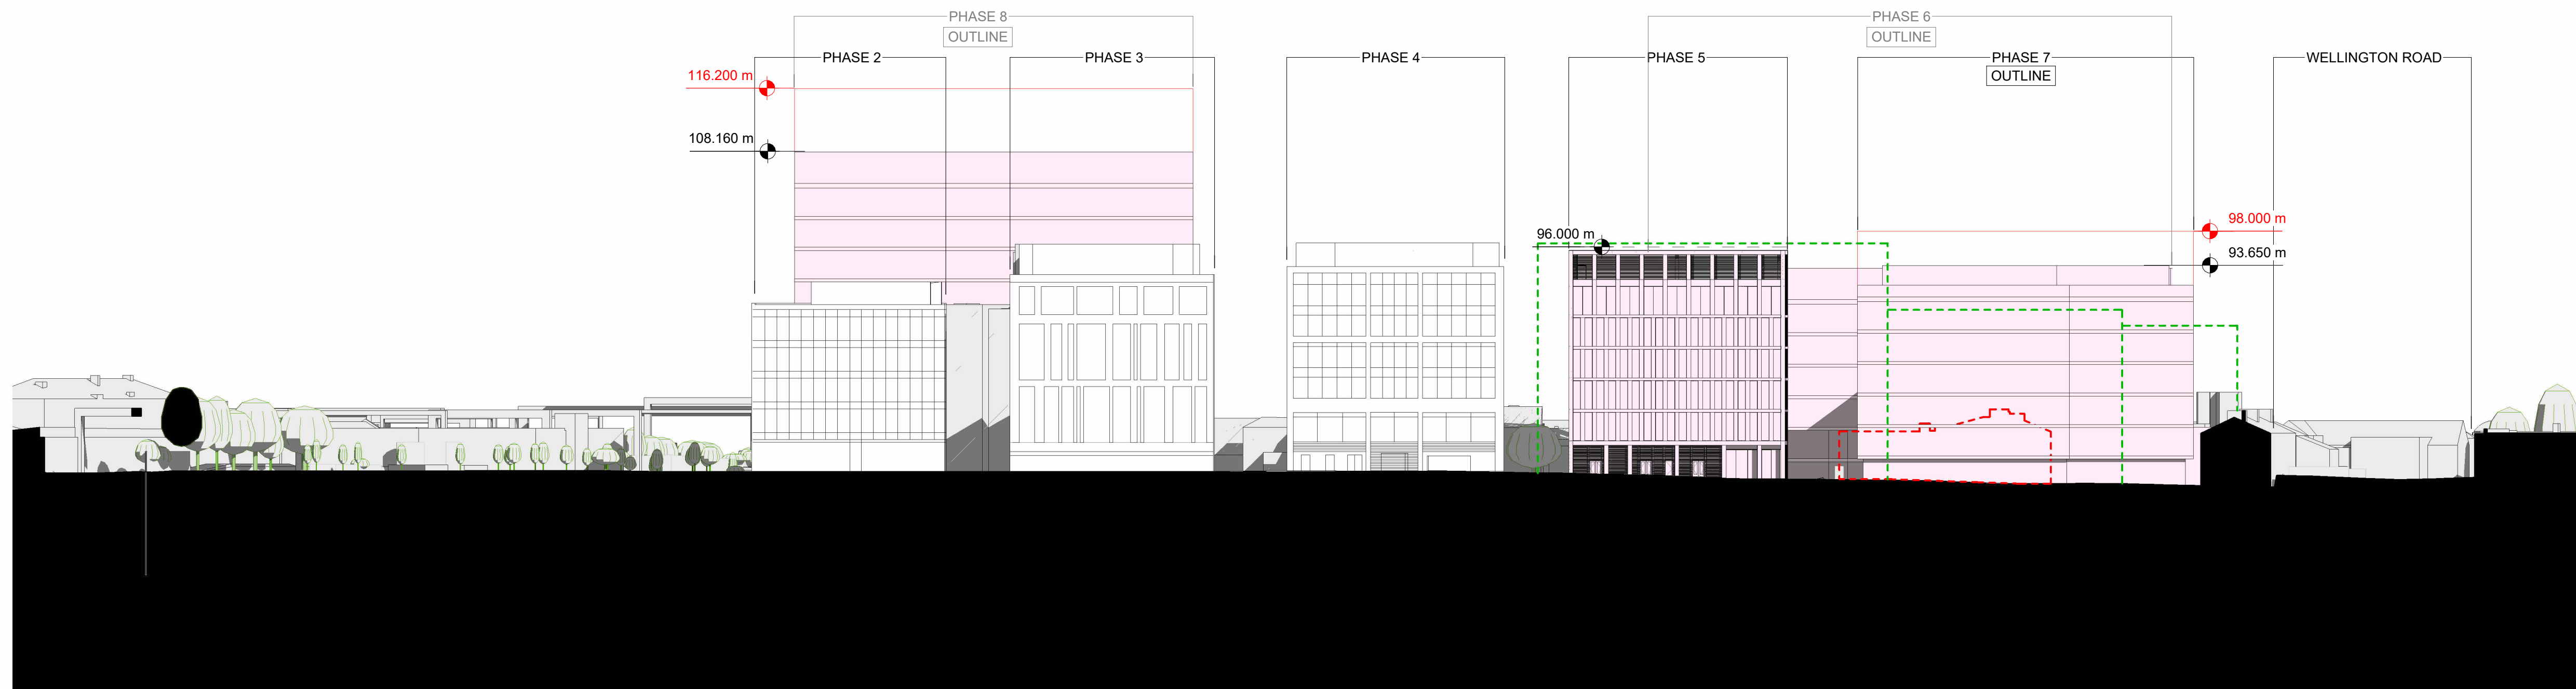 PHASE 8
OUTLINE
PHASE 6
OUTLINE
PHASE 2
PHASE 3
PHASE 4
PHASE 5
PHASE 7
OUTLINE
WELLINGTON ROAD
116.200 m
108.160 m
98.000 m
96.000 m
93.650 m